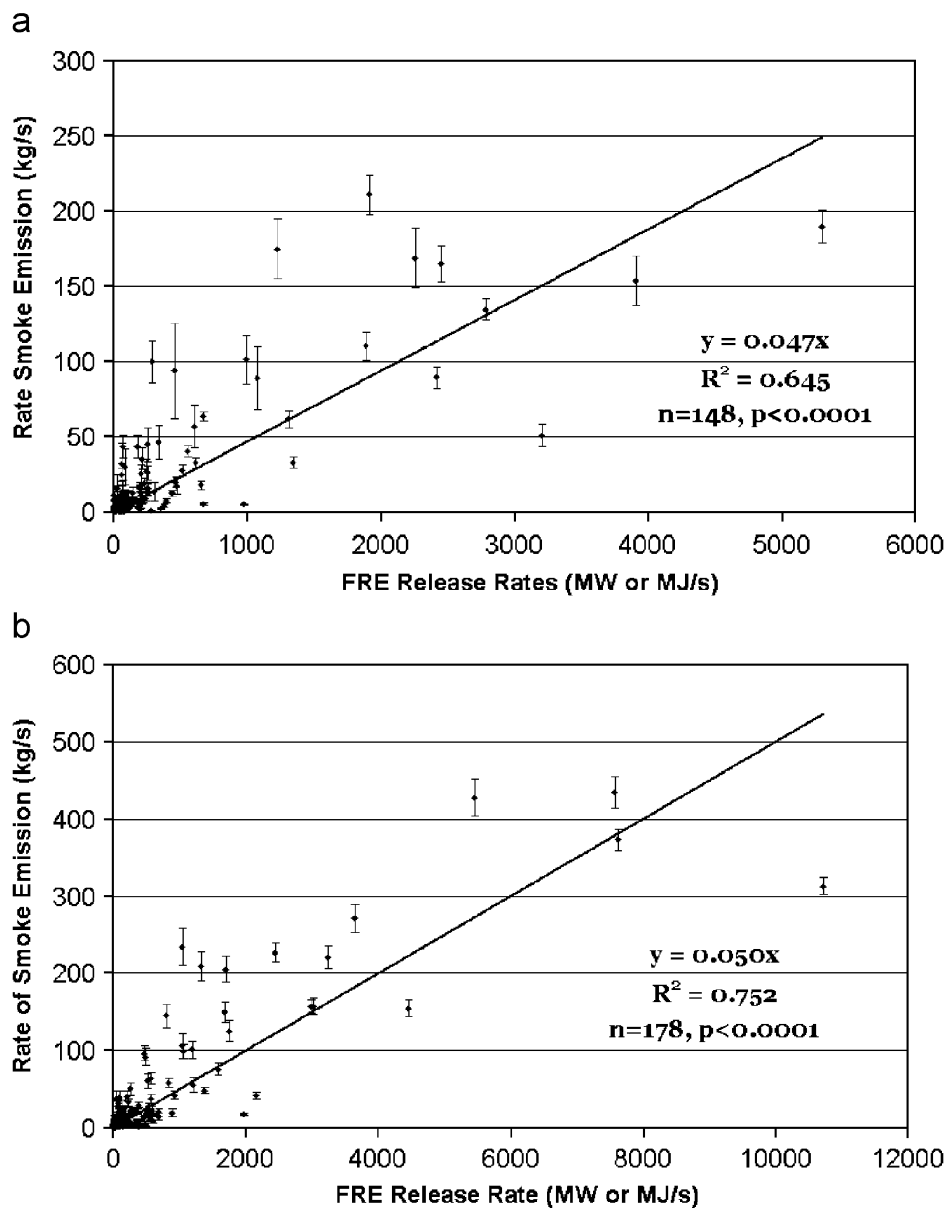 a
300
250
200
150
100
50
0
Rate Smoke Emission (kg/s)
y = 0.047x
R² = 0.645
n=148, p<0.0001
0 1000 2000 3000 4000 5000 6000
FRE Release Rates (MW or MJ/s)
b
600
500
400
300
200
100
0
Rate of Smoke Emission (kg/s)
y = 0.050x
R² = 0.752
n=178, p<0.0001
0 2000 4000 6000 8000 10000 12000
FRE Release Rate (MW or MJ/s)